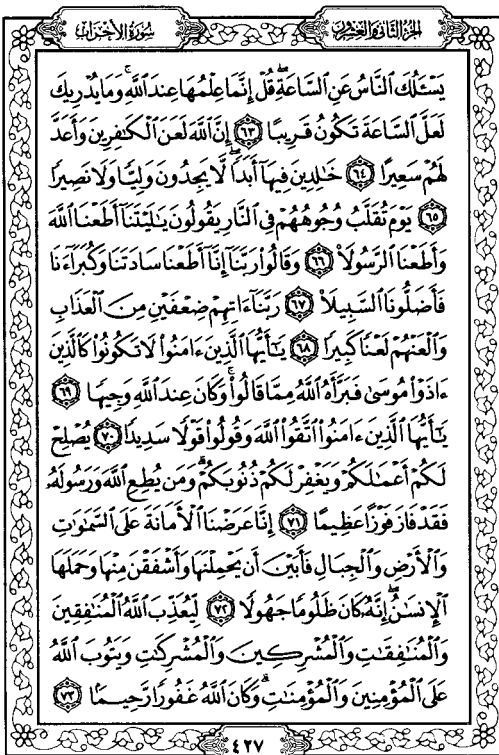 الجزء الثاني والعشرون
سورة الأحزاب
يَسْـَٔلُكَ ٱلنَّاسُ عَنِ ٱلسَّاعَةِۖ قُلْ إِنَّمَا عِلْمُهَا عِندَ ٱللَّهِۚ وَمَا يُدْرِيكَ
لَعَلَّ ٱلسَّاعَةَ تَكُونُ قَرِيبًا ٦٣ إِنَّ ٱللَّهَ لَعَنَ ٱلْكَـٰفِرِينَ وَأَعَدَّ
لَهُمْ سَعِيرًا ٦٤ خَـٰلِدِينَ فِيهَآ أَبَدًاۖ لَّا يَجِدُونَ وَلِيًّا وَلَا نَصِيرًا
٦٥ يَوْمَ تُقَلَّبُ وُجُوهُهُمْ فِى ٱلنَّارِ يَقُولُونَ يَـٰلَيْتَنَآ أَطَعْنَا ٱللَّهَ
وَأَطَعْنَا ٱلرَّسُولَا۠ ٦٦ وَقَالُوا۟ رَبَّنَآ إِنَّآ أَطَعْنَا سَادَتَنَا وَكُبَرَآءَنَا
فَأَضَلُّونَا ٱلسَّبِيلَا۠ ٦٧ رَبَّنَآ ءَاتِهِمْ ضِعْفَيْنِ مِنَ ٱلْعَذَابِ
وَٱلْعَنْهُمْ لَعْنًا كَبِيرًا ٦٨ يَـٰٓأَيُّهَا ٱلَّذِينَ ءَامَنُوا۟ لَا تَكُونُوا۟ كَٱلَّذِينَ
ءَاذَوْا۟ مُوسَىٰ فَبَرَّأَهُ ٱللَّهُ مِمَّا قَالُوا۟ۚ وَكَانَ عِندَ ٱللَّهِ وَجِيهًا ٦٩
يَـٰٓأَيُّهَا ٱلَّذِينَ ءَامَنُوا۟ ٱتَّقُوا۟ ٱللَّهَ وَقُولُوا۟ قَوْلًا سَدِيدًا ٧٠ يُصْلِحْ
لَكُمْ أَعْمَـٰلَكُمْ وَيَغْفِرْ لَكُمْ ذُنُوبَكُمْۗ وَمَن يُطِعِ ٱللَّهَ وَرَسُولَهُۥ
فَقَدْ فَازَ فَوْزًا عَظِيمًا ٧١ إِنَّا عَرَضْنَا ٱلْأَمَانَةَ عَلَى ٱلسَّمَـٰوَٰتِ
وَٱلْأَرْضِ وَٱلْجِبَالِ فَأَبَيْنَ أَن يَحْمِلْنَهَا وَأَشْفَقْنَ مِنْهَا وَحَمَلَهَا
ٱلْإِنسَـٰنُۖ إِنَّهُۥ كَانَ ظَلُومًا جَهُولًا ٧٢ لِّيُعَذِّبَ ٱللَّهُ ٱلْمُنَـٰفِقِينَ
وَٱلْمُنَـٰفِقَـٰتِ وَٱلْمُشْرِكِينَ وَٱلْمُشْرِكَـٰتِ وَيَتُوبَ ٱللَّهُ
عَلَى ٱلْمُؤْمِنِينَ وَٱلْمُؤْمِنَـٰتِۗ وَكَانَ ٱللَّهُ غَفُورًا رَّحِيمًۢا ٧٣
٤٢٧